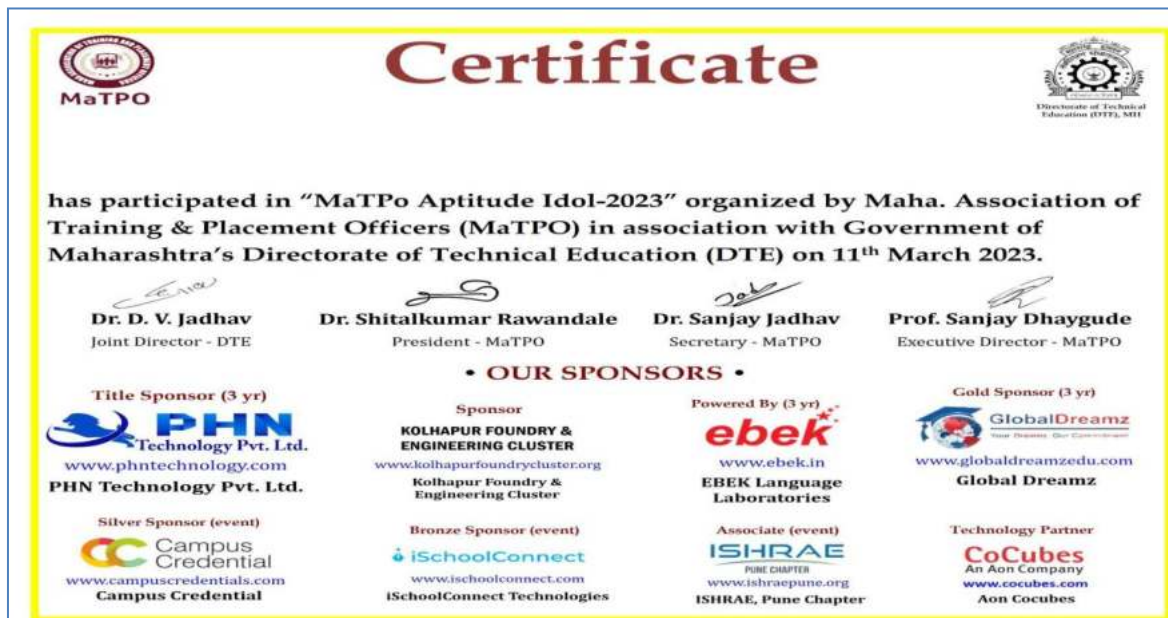 MaTPO
Certificate
Directorate of Technical
Education (DTE), MH
has participated in “MaTPo Aptitude Idol-2023” organized by Maha. Association of
Training & Placement Officers (MaTPO) in association with Government of
Maharashtra’s Directorate of Technical Education (DTE) on 11th March 2023.
Dr. D. V. Jadhav
Joint Director - DTE
Dr. Shitalkumar Rawandale
President - MaTPO
Dr. Sanjay Jadhav
Secretary - MaTPO
Prof. Sanjay Dhaygude
Executive Director - MaTPO
• OUR SPONSORS •
Title Sponsor (3 yr)
PHN
Technology Pvt. Ltd.
www.phntechnology.com
PHN Technology Pvt. Ltd.
Sponsor
KOLHAPUR FOUNDRY &
ENGINEERING CLUSTER
www.kolhapurfoundrycluster.org
Kolhapur Foundry &
Engineering Cluster
Powered By (3 yr)
ebek
www.ebek.in
EBEK Language
Laboratories
Gold Sponsor (3 yr)
GlobalDreamz
Your Dreams, Our Commitment
www.globaldreamzedu.com
Global Dreamz
Silver Sponsor (event)
Campus
Credential
www.campuscredentials.com
Campus Credential
Bronze Sponsor (event)
iSchoolConnect
www.ischoolconnect.com
iSchoolConnect Technologies
Associate (event)
ISHRAE
PUNE CHAPTER
www.ishraepune.org
ISHRAE, Pune Chapter
Technology Partner
CoCubes
An Aon Company
www.cocubes.com
Aon Cocubes